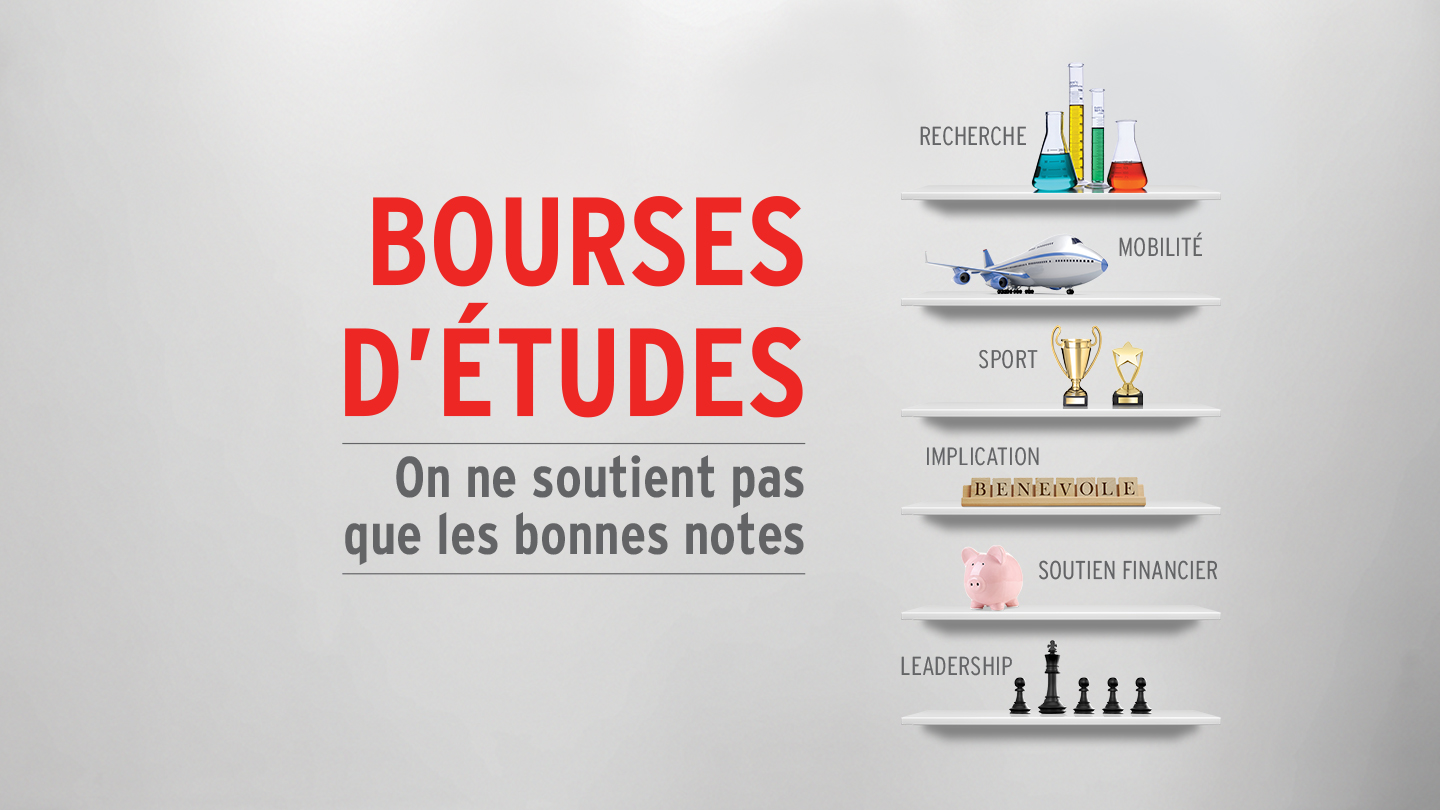 BOURSES
D'ÉTUDES
On ne soutient pas
que les bonnes notes
RECHERCHE
MOBILITÉ
SPORT
IMPLICATION
BENEVOLE
SOUTIEN FINANCIER
LEADERSHIP